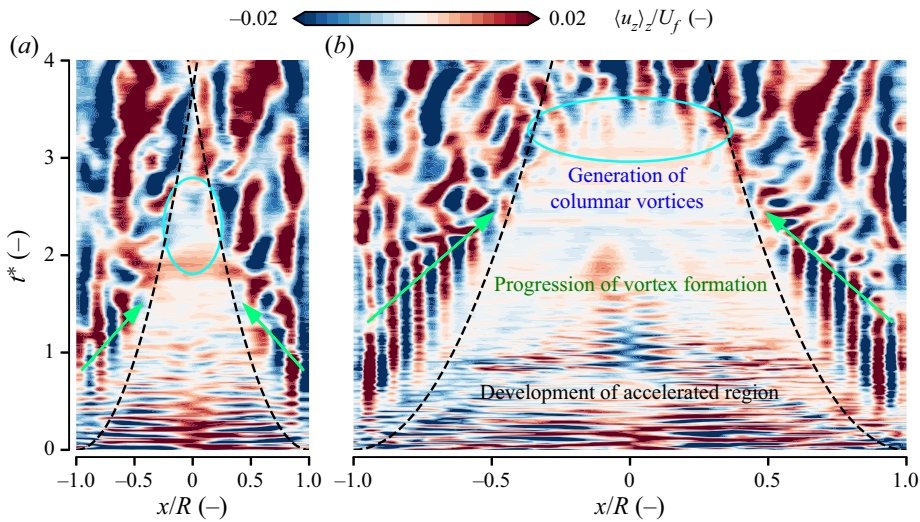 −0.02 0.02 ⟨u_z⟩_z/U_f (–)
(a) (b)
4
3
2
1
0
t* (–)
Generation of
columnar vortices
Progression of vortex formation
Development of accelerated region
−1.0 −0.5 0 0.5 1.0 −1.0 −0.5 0 0.5 1.0
x/R (–) x/R (–)